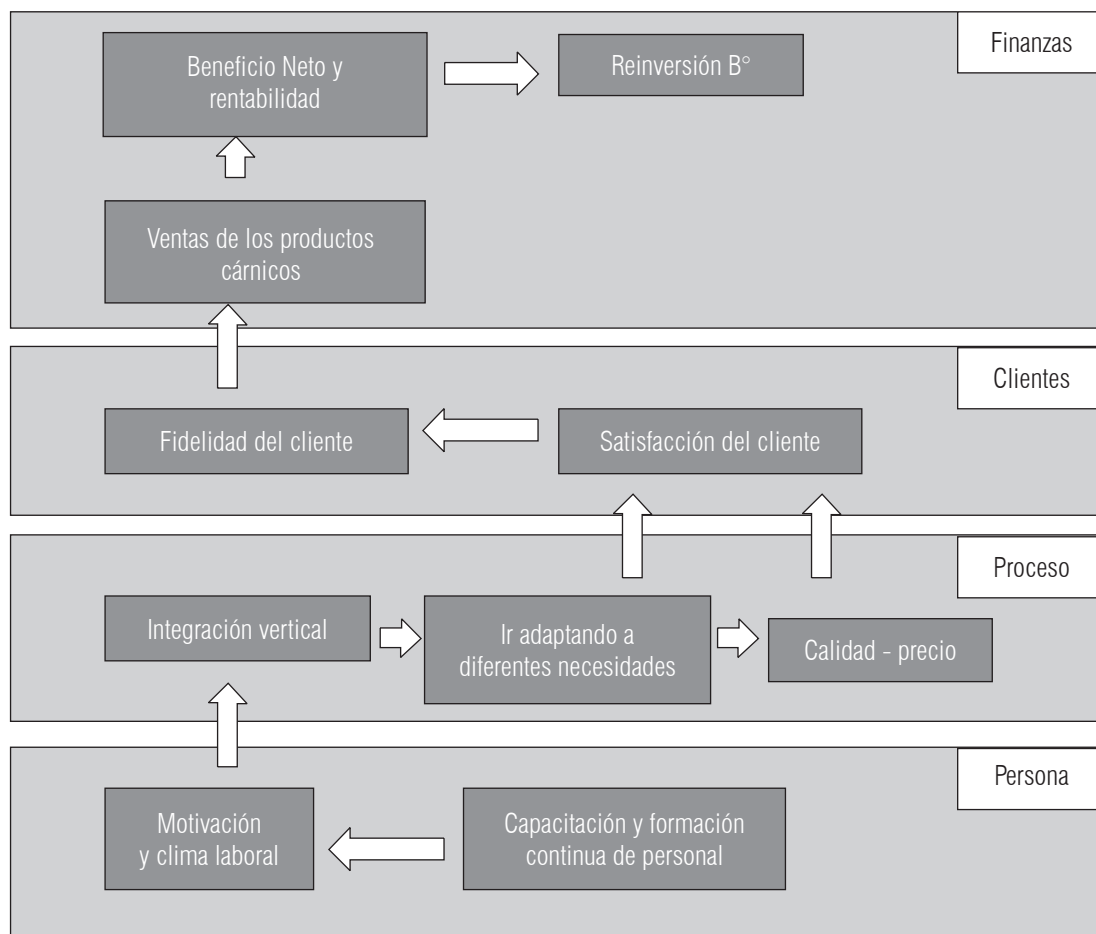 Finanzas
Beneficio Neto y
rentabilidad
Reinversión B°
Ventas de los productos
cárnicos
Clientes
Fidelidad del cliente
Satisfacción del cliente
Proceso
Integración vertical
Ir adaptando a
diferentes necesidades
Calidad - precio
Persona
Motivación
y clima laboral
Capacitación y formación
continua de personal